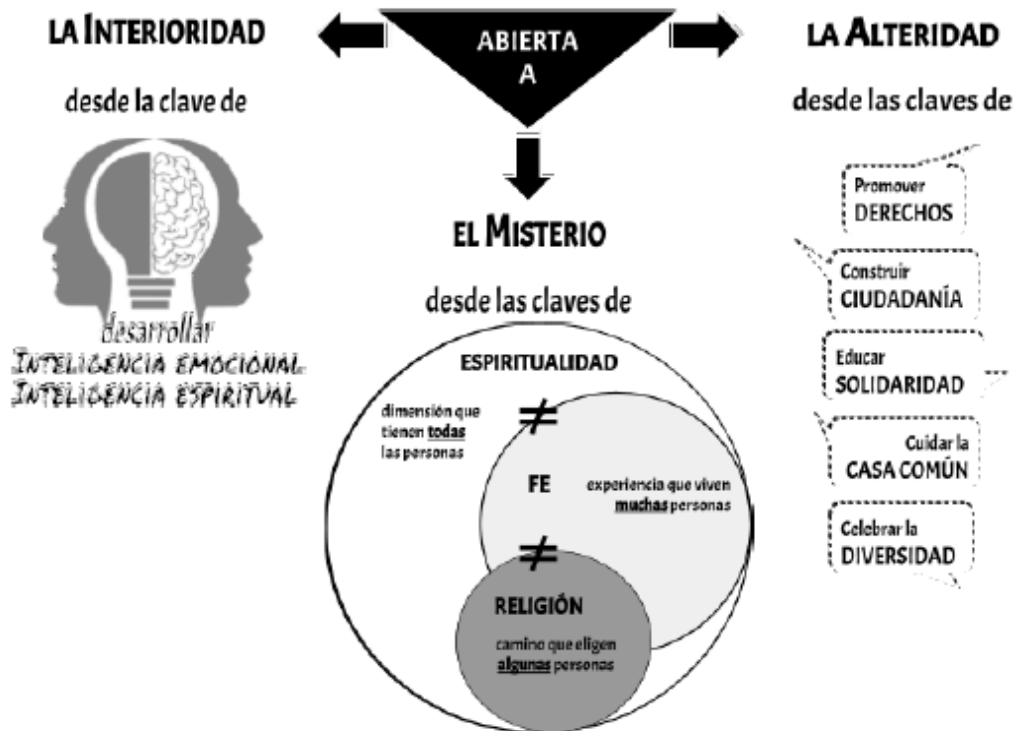 LA INTERIORIDAD
desde la clave de
desarrollar
INTELIGENCIA EMOCIONAL
INTELIGENCIA ESPIRITUAL
ABIERTA
A
EL MISTERIO
desde las claves de
ESPIRITUALIDAD
dimensión que
tienen todas
las personas
≠
FE
experiencia que viven
muchas personas
≠
RELIGIÓN
camino que eligen
algunas personas
LA ALTERIDAD
desde las claves de
Promover
DERECHOS
Construir
CIUDADANÍA
Educar
SOLIDARIDAD
Cuidar la
CASA COMÚN
Celebrar la
DIVERSIDAD